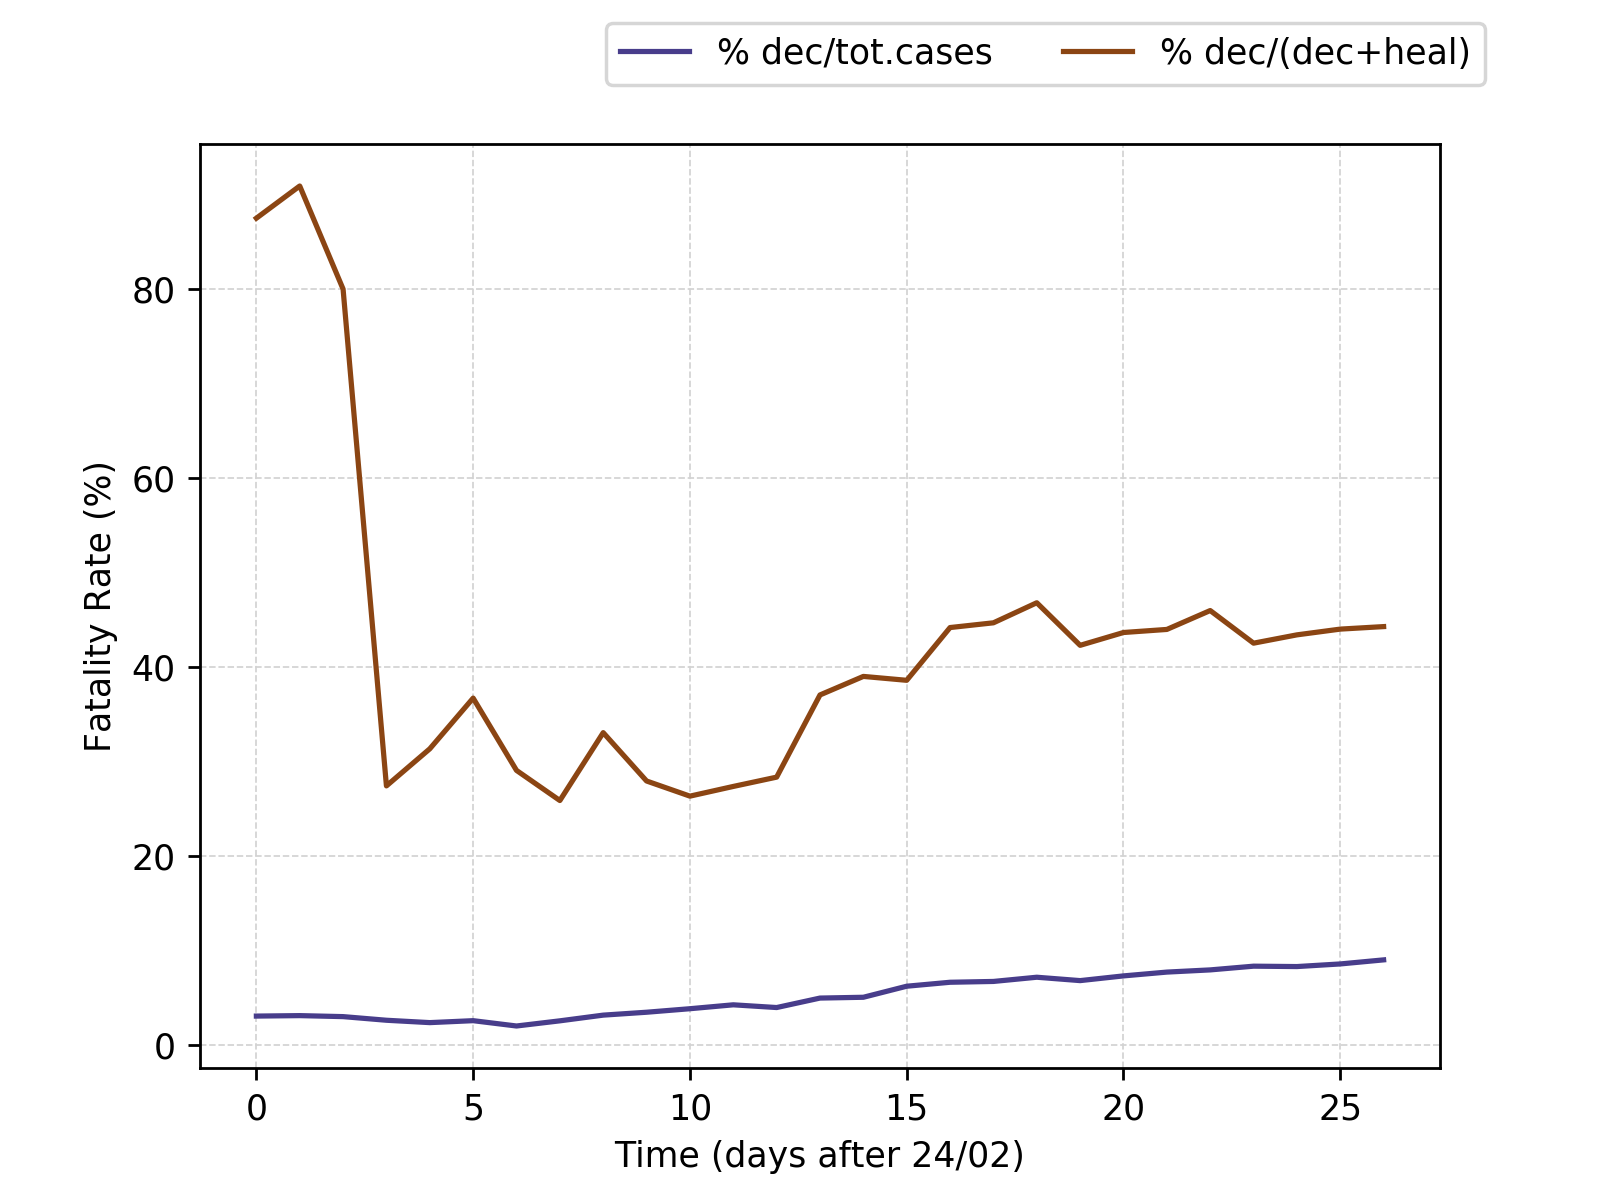 % dec/tot.cases % dec/(dec+heal)
80
60
40
20
0
Fatality Rate (%)
0 5 10 15 20 25
Time (days after 24/02)